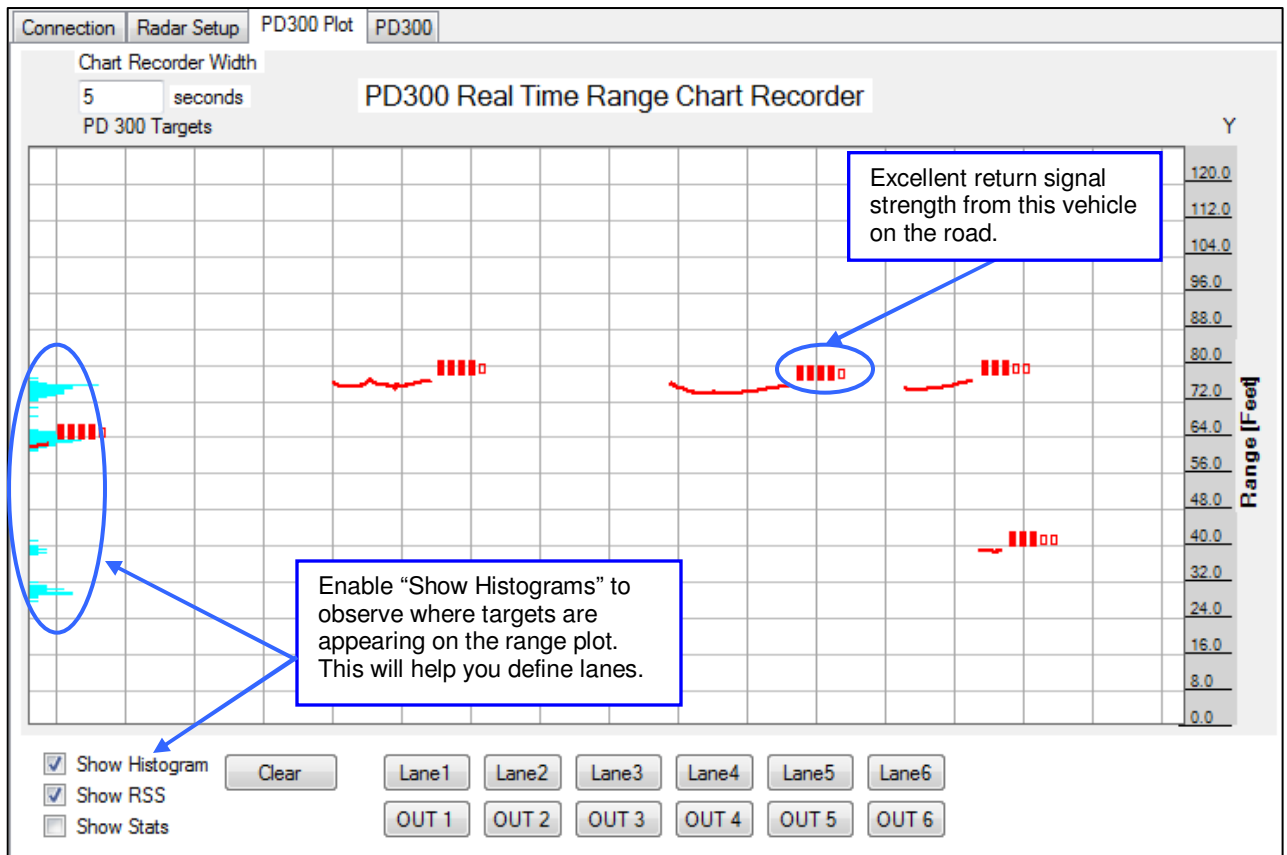 Connection Radar Setup PD300 Plot PD300
Chart Recorder Width
5 seconds
PD300 Real Time Range Chart Recorder
PD 300 Targets
Y
Excellent return signal
strength from this vehicle
on the road.
120.0
112.0
104.0
96.0
88.0
80.0
72.0
64.0
56.0
48.0
40.0
32.0
24.0
16.0
8.0
0.0
Range [Feet]
Enable “Show Histograms” to
observe where targets are
appearing on the range plot.
This will help you define lanes.
Show Histogram
Show RSS
Show Stats
Clear
Lane1 Lane2 Lane3 Lane4 Lane5 Lane6
OUT 1 OUT 2 OUT 3 OUT 4 OUT 5 OUT 6